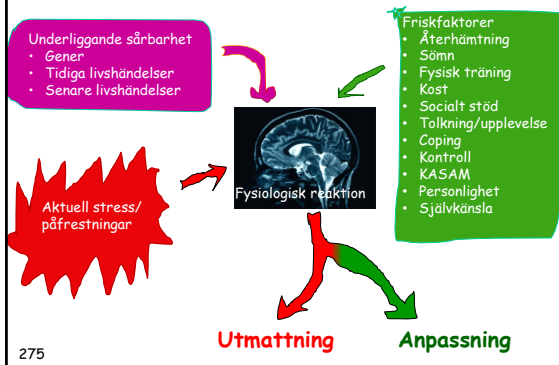 Underliggande sårbarhet
• Gener
• Tidiga livshändelser
• Senare livshändelser
Friskfaktorer
• Återhämtning
• Sömn
• Fysisk träning
• Kost
• Socialt stöd
• Tolkning/upplevelse
• Coping
• Kontroll
• KASAM
• Personlighet
• Självkänsla
Fysiologisk reaktion
Aktuell stress/
påfrestningar
Utmattning
Anpassning
275